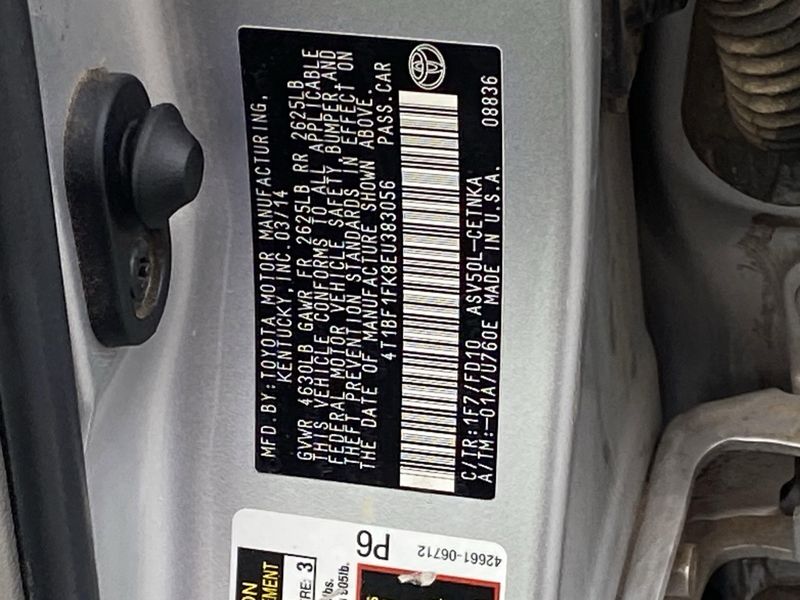 MFD. BY: TOYOTA MOTOR MANUFACTURING,
KENTUCKY, INC. 03/14
GVWR 4630LB GAWR FR 2625LB RR 2625LB
THIS VEHICLE CONFORMS TO ALL APPLICABLE
FEDERAL MOTOR VEHICLE SAFETY, BUMPER, AND
THEFT PREVENTION STANDARDS IN EFFECT ON
THE DATE OF MANUFACTURE SHOWN ABOVE.
4T1BF1FK8EU383056 PASS. CAR
C/TR: 1F7/FD10 ASV50L-CETNKA 08836
A/TM: -01A/U760E MADE IN U.S.A.
P6
42661-06712
3